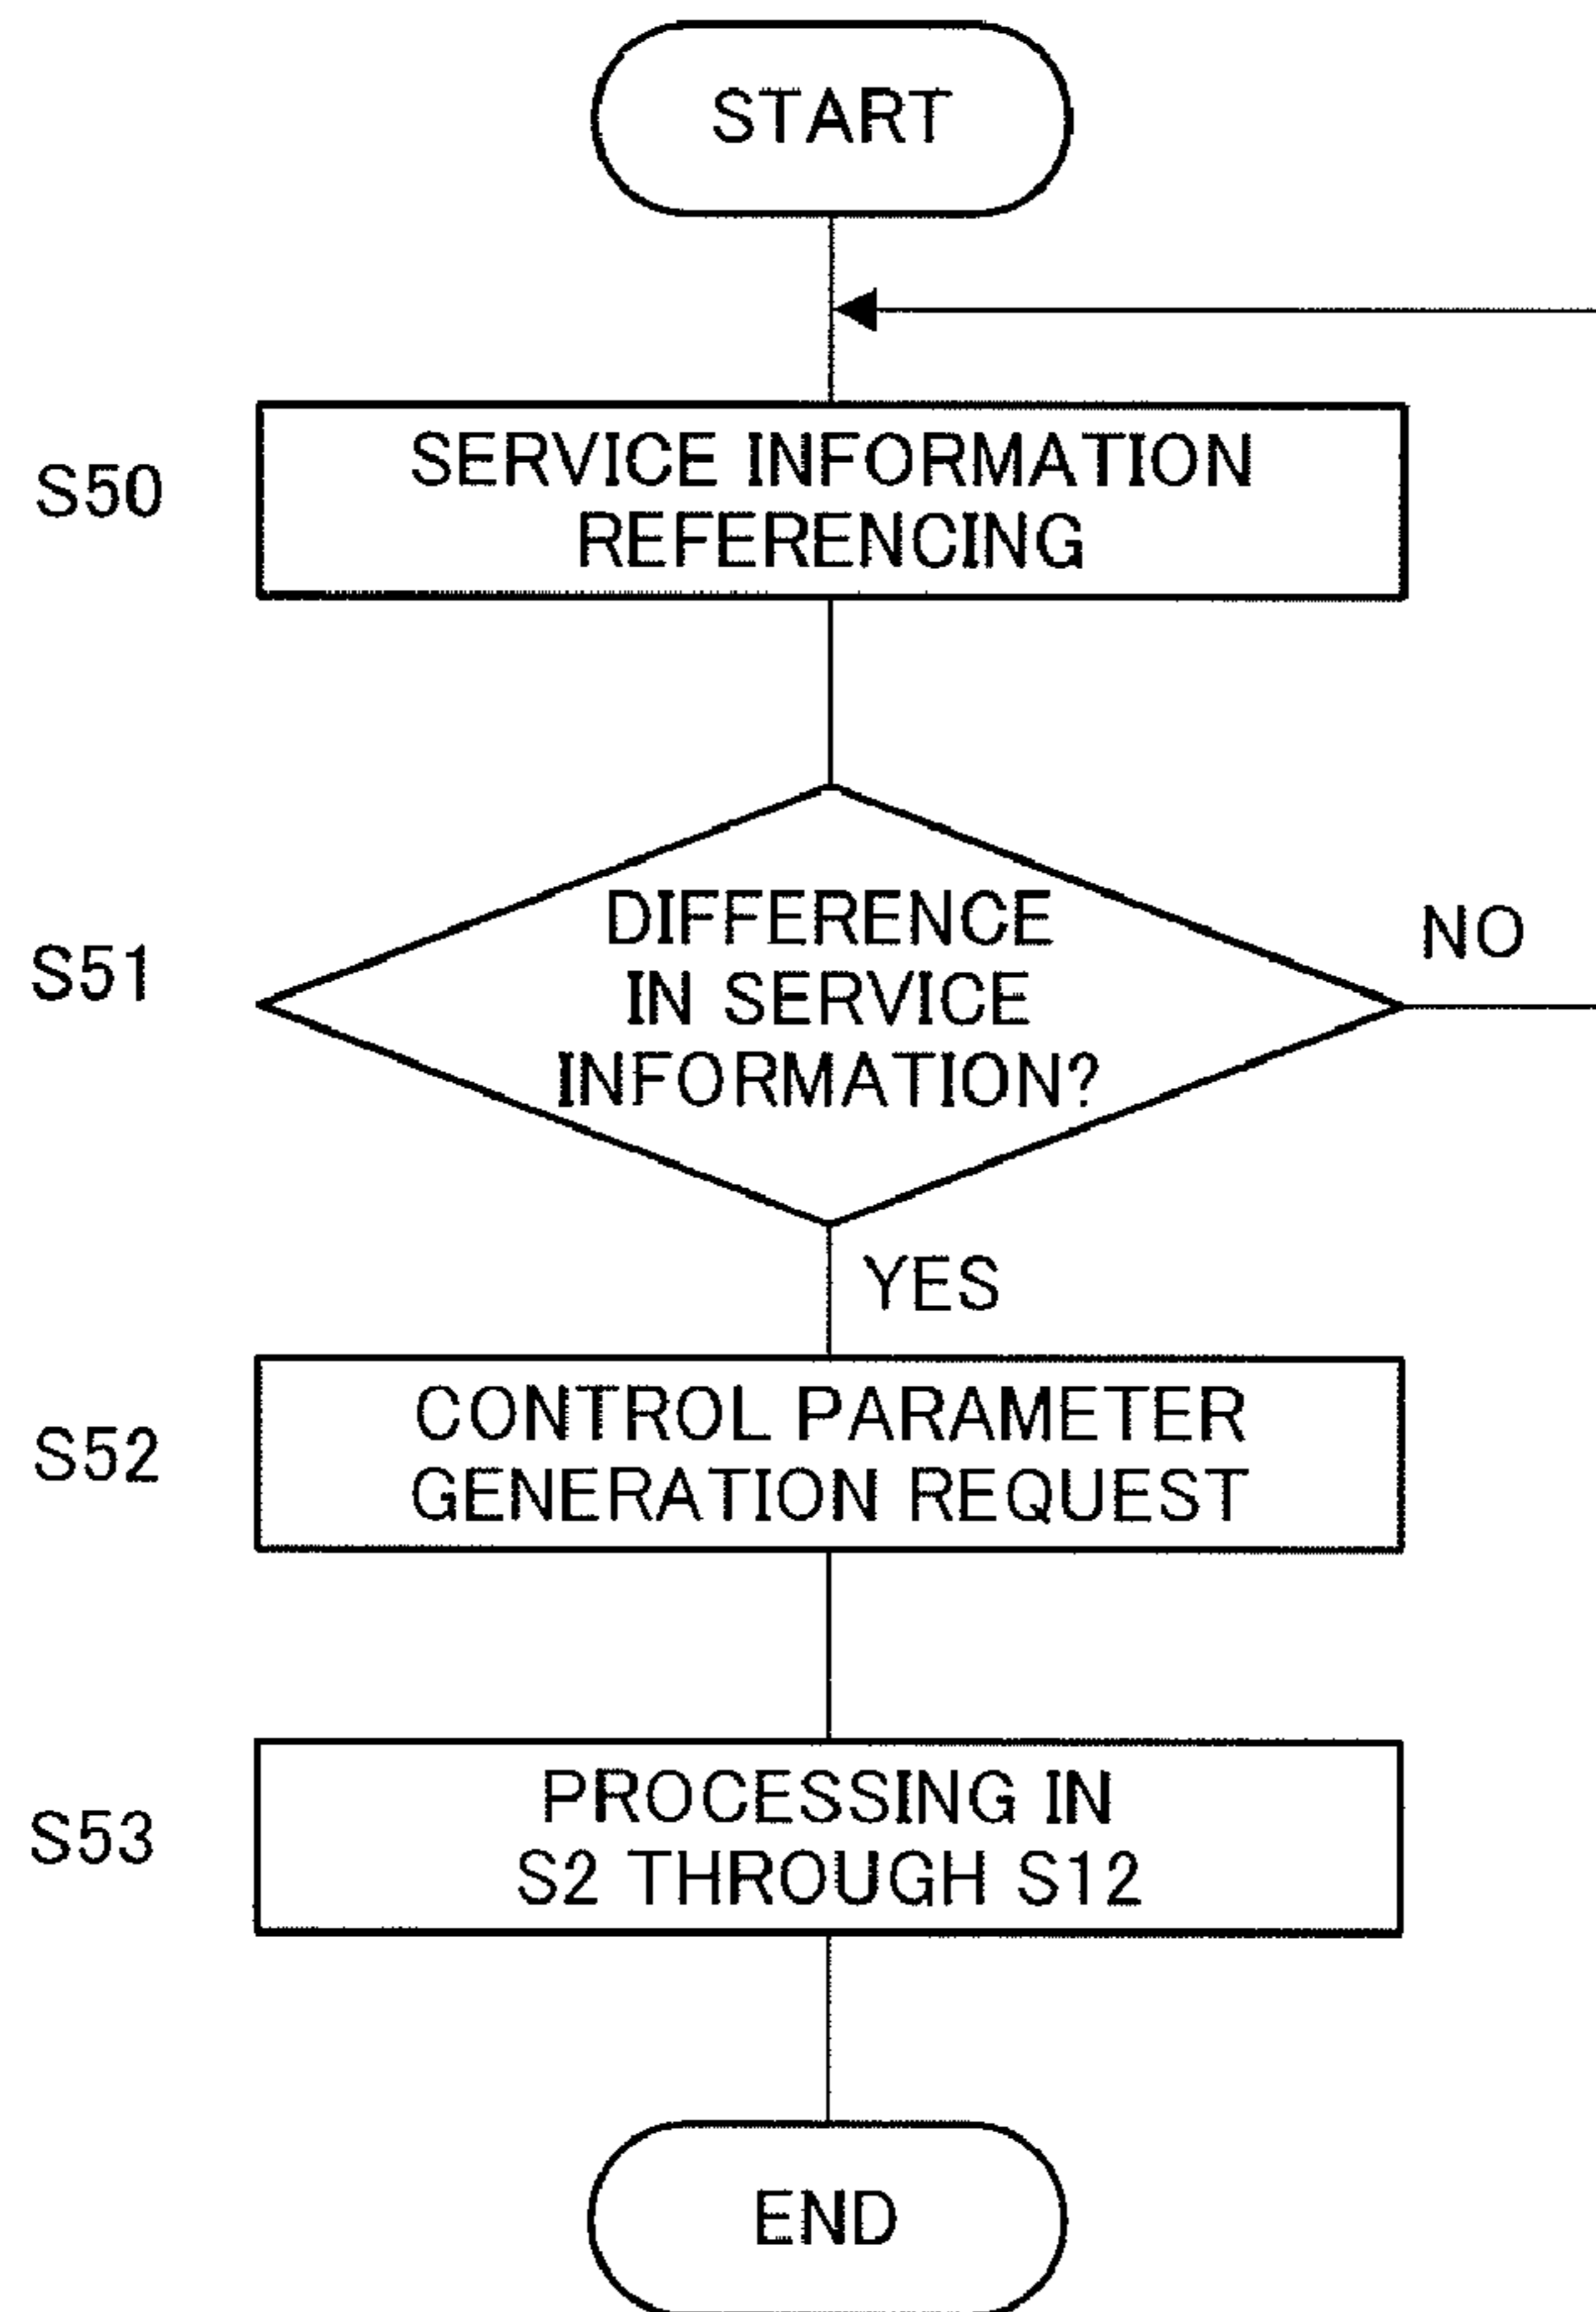 START
S50
SERVICE INFORMATION
REFERENCING
S51
DIFFERENCE
IN SERVICE
INFORMATION?
NO
YES
S52
CONTROL PARAMETER
GENERATION REQUEST
S53
PROCESSING IN
S2 THROUGH S12
END